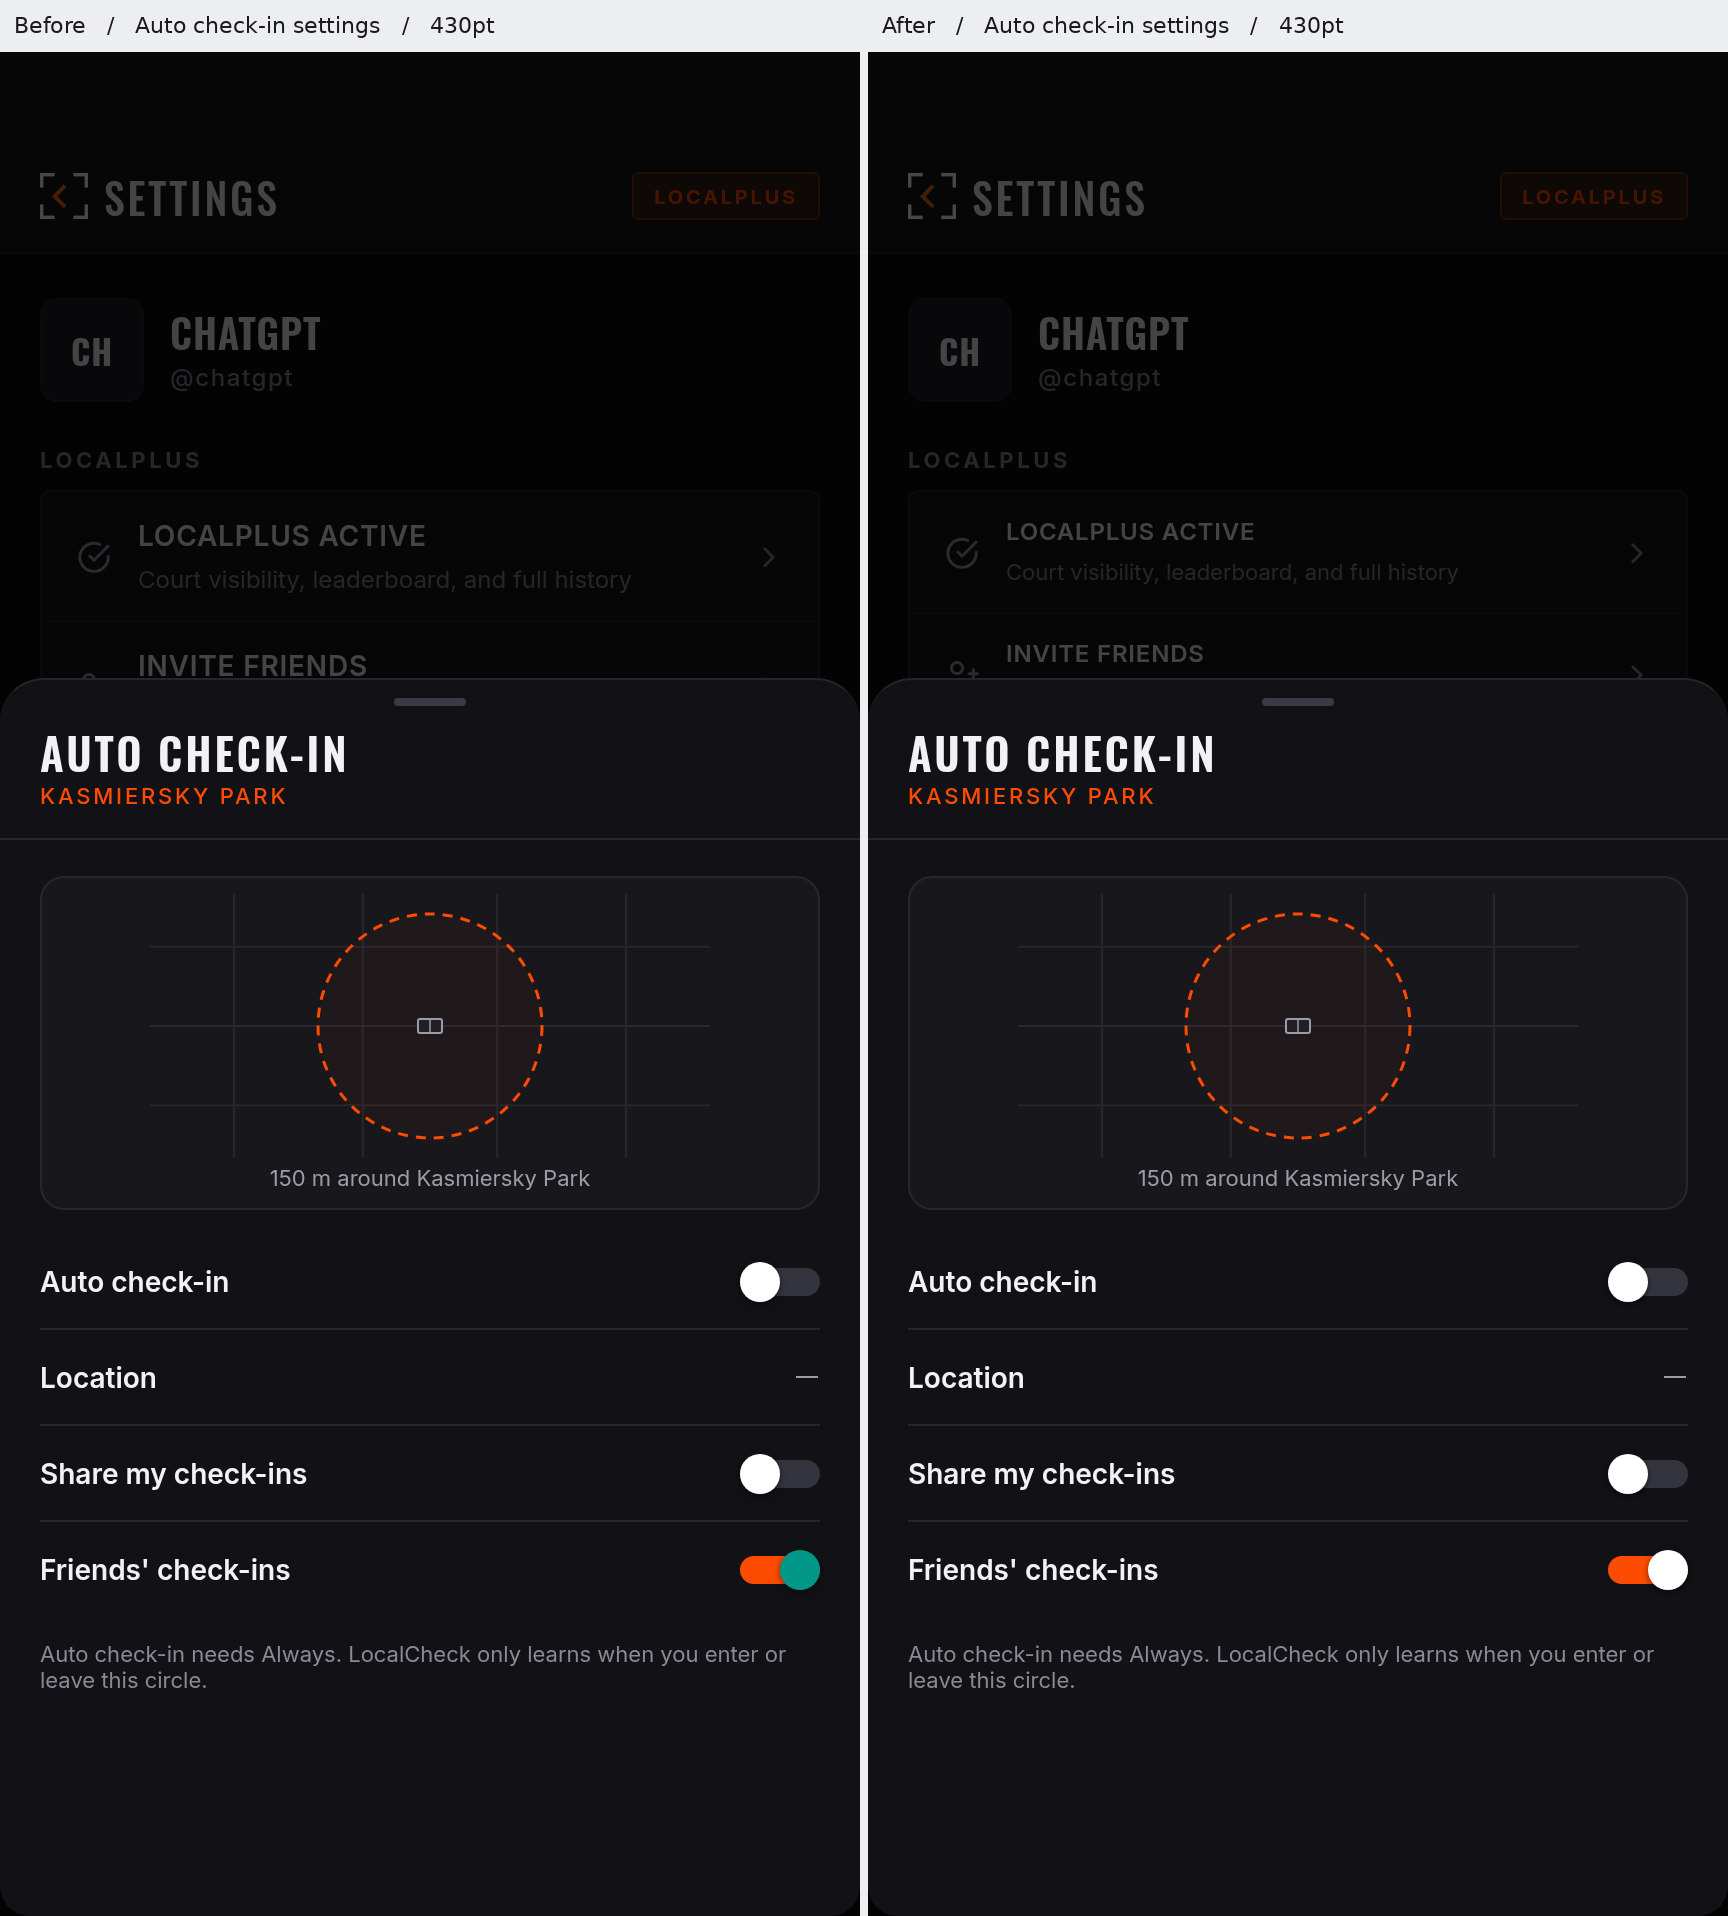 Before / Auto check-in settings / 430pt
SETTINGS
LOCALPLUS
CH
CHATGPT
@chatgpt
LOCALPLUS
LOCALPLUS ACTIVE
Court visibility, leaderboard, and full history
INVITE FRIENDS
AUTO CHECK-IN
KASMIERSKY PARK
150 m around Kasmiersky Park
Auto check-in
Location —
Share my check-ins
Friends' check-ins
Auto check-in needs Always. LocalCheck only learns when you enter or
leave this circle.
After / Auto check-in settings / 430pt
SETTINGS
LOCALPLUS
CH
CHATGPT
@chatgpt
LOCALPLUS
LOCALPLUS ACTIVE
Court visibility, leaderboard, and full history
INVITE FRIENDS
AUTO CHECK-IN
KASMIERSKY PARK
150 m around Kasmiersky Park
Auto check-in
Location —
Share my check-ins
Friends' check-ins
Auto check-in needs Always. LocalCheck only learns when you enter or
leave this circle.